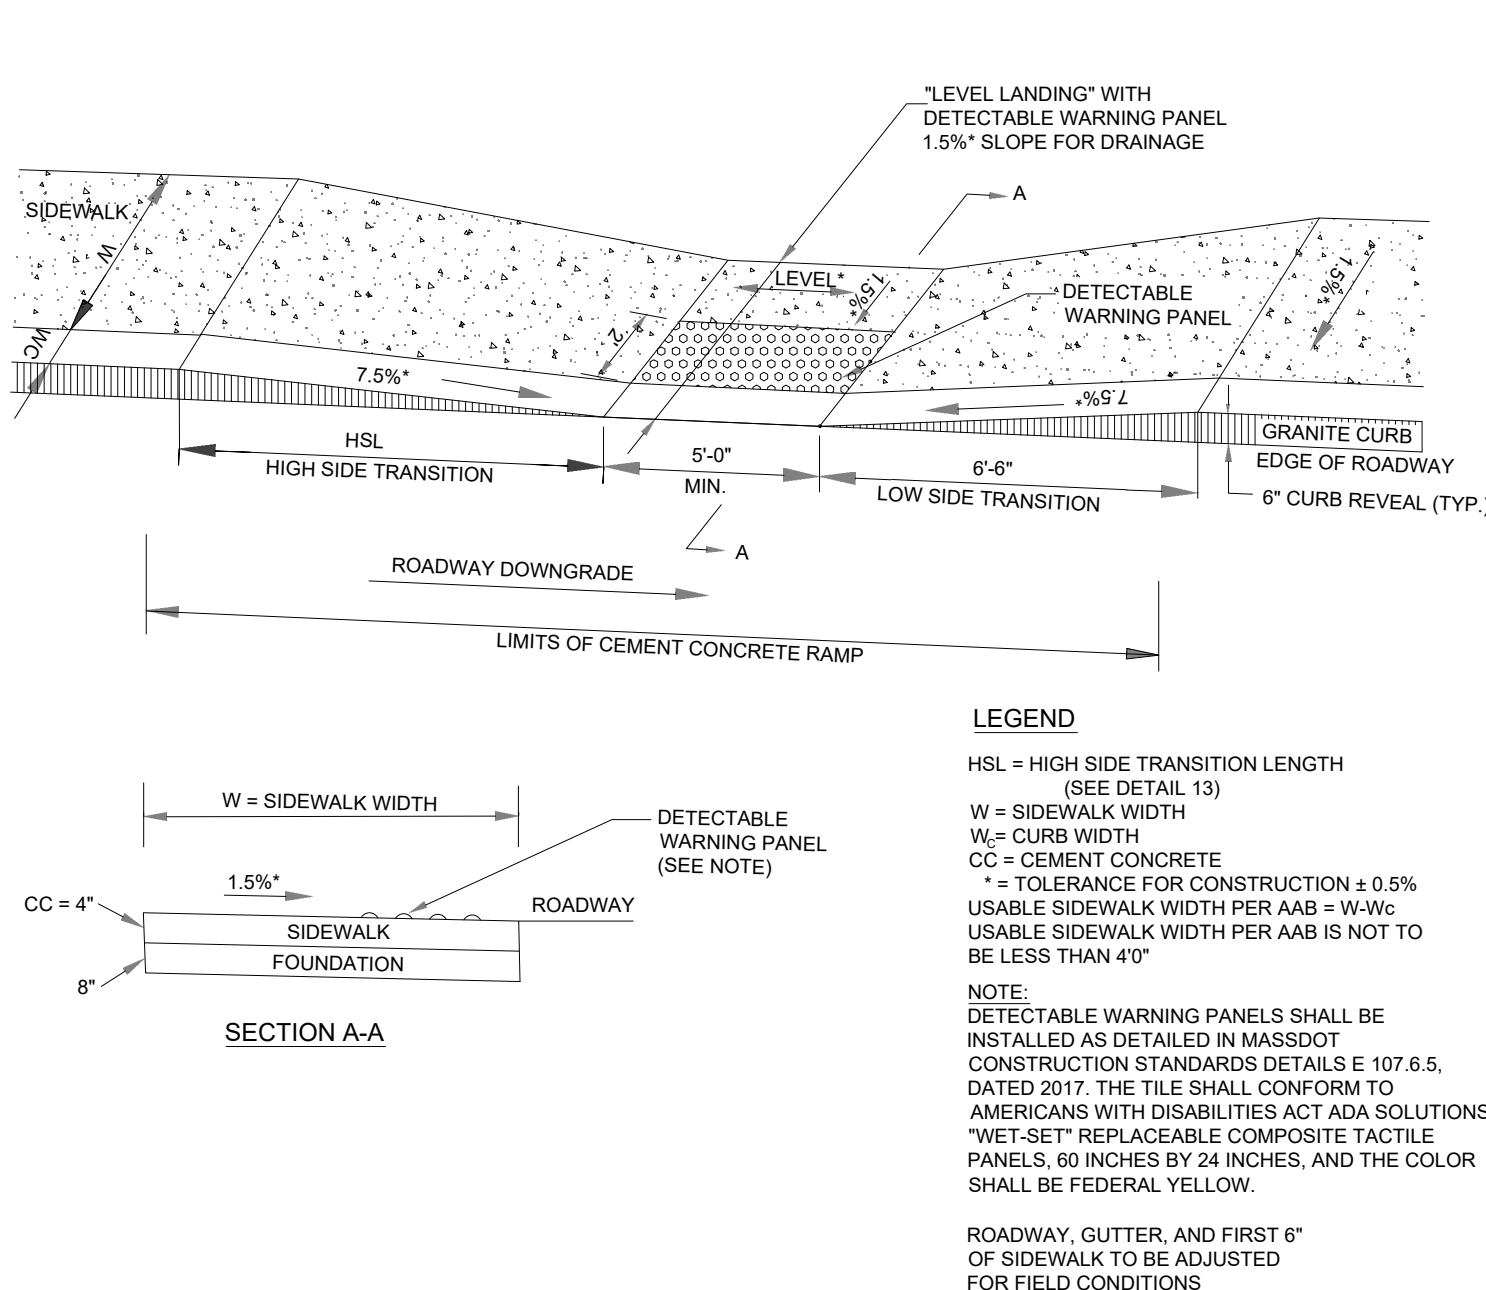 "LEVEL LANDING" WITH
DETECTABLE WARNING PANEL
1.5%* SLOPE FOR DRAINAGE
A
SIDEWALK
W
WC
LEVEL*
1.5%*
DETECTABLE
WARNING PANEL
1.5%*
2'
7.5%*
7.5%*
GRANITE CURB
EDGE OF ROADWAY
6" CURB REVEAL (TYP.)
HSL
HIGH SIDE TRANSITION
5'-0"
MIN.
6'-6"
LOW SIDE TRANSITION
A
ROADWAY DOWNGRADE
LIMITS OF CEMENT CONCRETE RAMP
W = SIDEWALK WIDTH
DETECTABLE
WARNING PANEL
(SEE NOTE)
1.5%*
CC = 4"
ROADWAY
SIDEWALK
FOUNDATION
8"
SECTION A-A
LEGEND
HSL = HIGH SIDE TRANSITION LENGTH
(SEE DETAIL 13)
W = SIDEWALK WIDTH
WC= CURB WIDTH
CC = CEMENT CONCRETE
* = TOLERANCE FOR CONSTRUCTION ± 0.5%
USABLE SIDEWALK WIDTH PER AAB = W-Wc
USABLE SIDEWALK WIDTH PER AAB IS NOT TO
BE LESS THAN 4'0"
NOTE:
DETECTABLE WARNING PANELS SHALL BE
INSTALLED AS DETAILED IN MASSDOT
CONSTRUCTION STANDARDS DETAILS E 107.6.5,
DATED 2017. THE TILE SHALL CONFORM TO
AMERICANS WITH DISABILITIES ACT ADA SOLUTIONS
"WET-SET" REPLACEABLE COMPOSITE TACTILE
PANELS, 60 INCHES BY 24 INCHES, AND THE COLOR
SHALL BE FEDERAL YELLOW.
ROADWAY, GUTTER, AND FIRST 6"
OF SIDEWALK TO BE ADJUSTED
FOR FIELD CONDITIONS